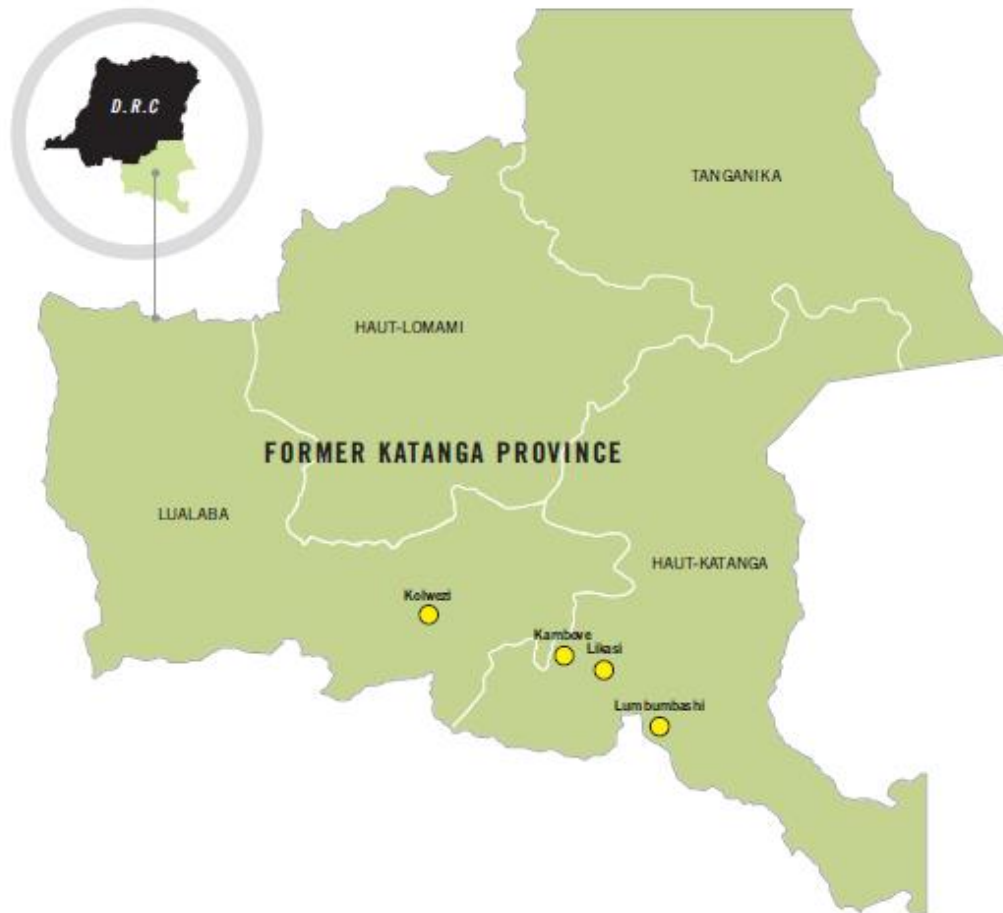 D.R.C
TANGANIKA
HAUT-LOMAMI
FORMER KATANGA PROVINCE
LUALABA
HAUT-KATANGA
Kolwezi
Kambove
Likasi
Lumbumbashi